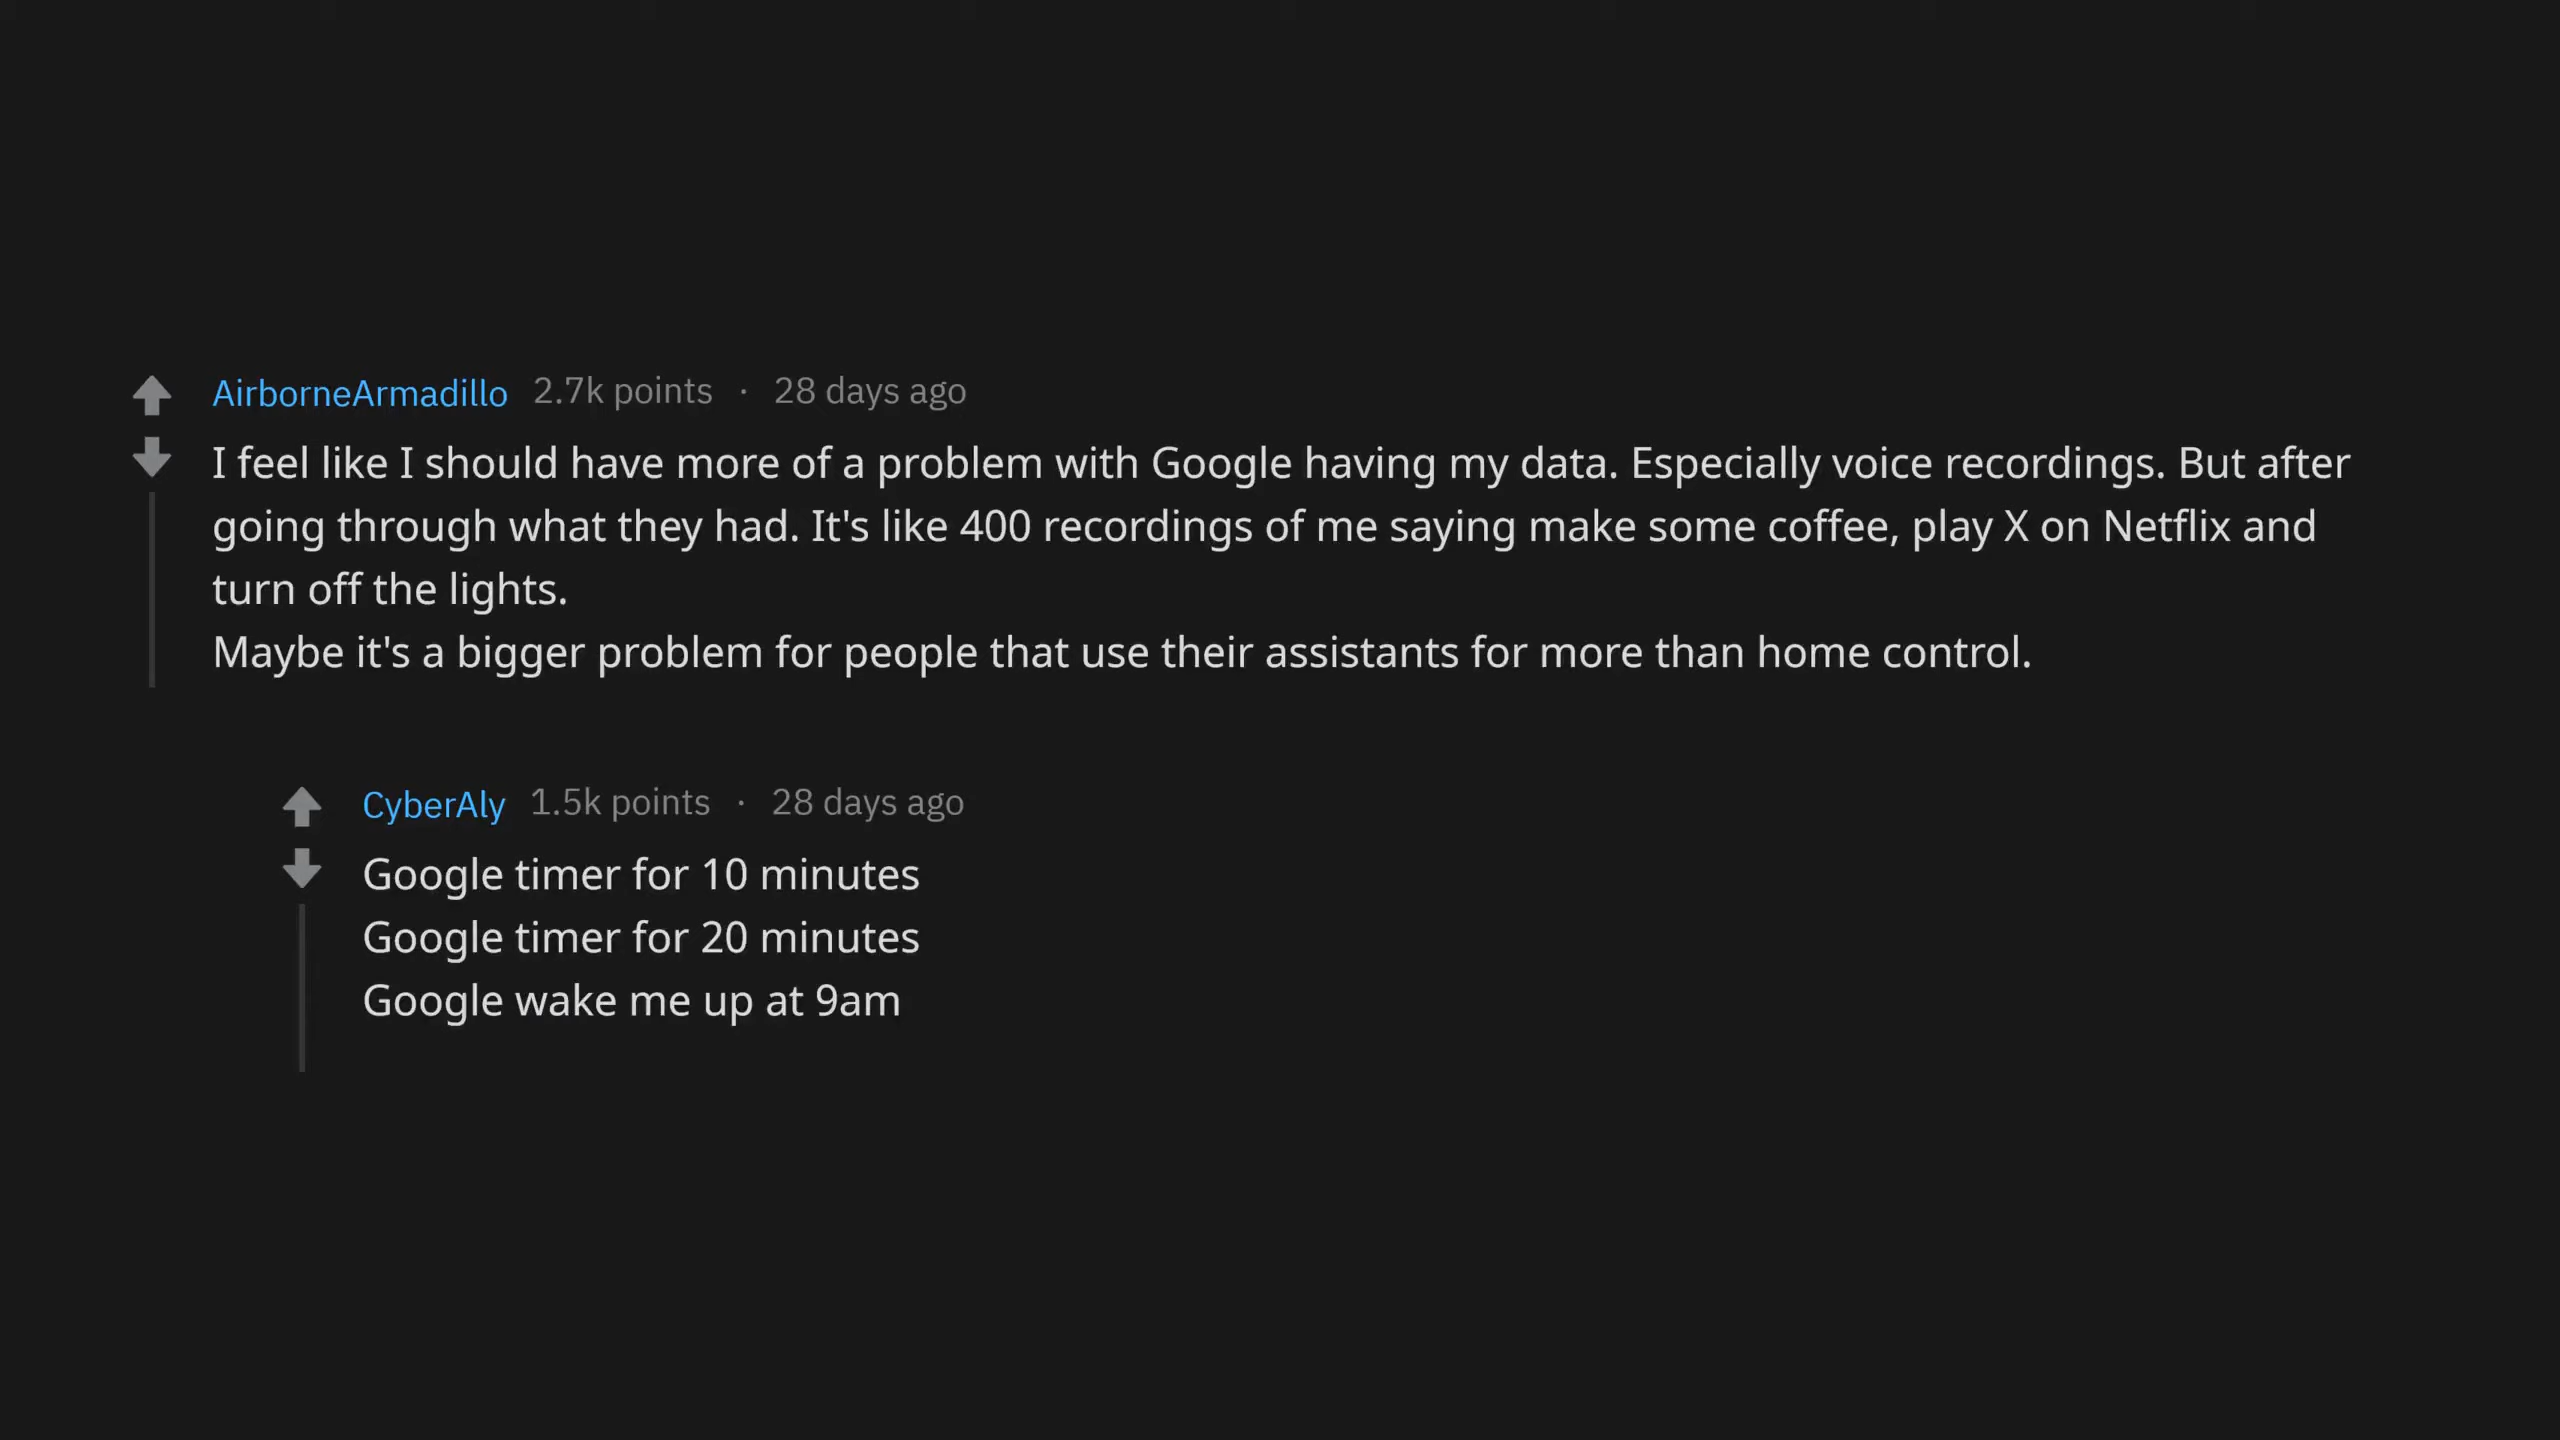 AirborneArmadillo 2.7k points · 28 days ago
I feel like I should have more of a problem with Google having my data. Especially voice recordings. But after
going through what they had. It's like 400 recordings of me saying make some coffee, play X on Netflix and
turn off the lights.
Maybe it's a bigger problem for people that use their assistants for more than home control.
CyberAly 1.5k points · 28 days ago
Google timer for 10 minutes
Google timer for 20 minutes
Google wake me up at 9am